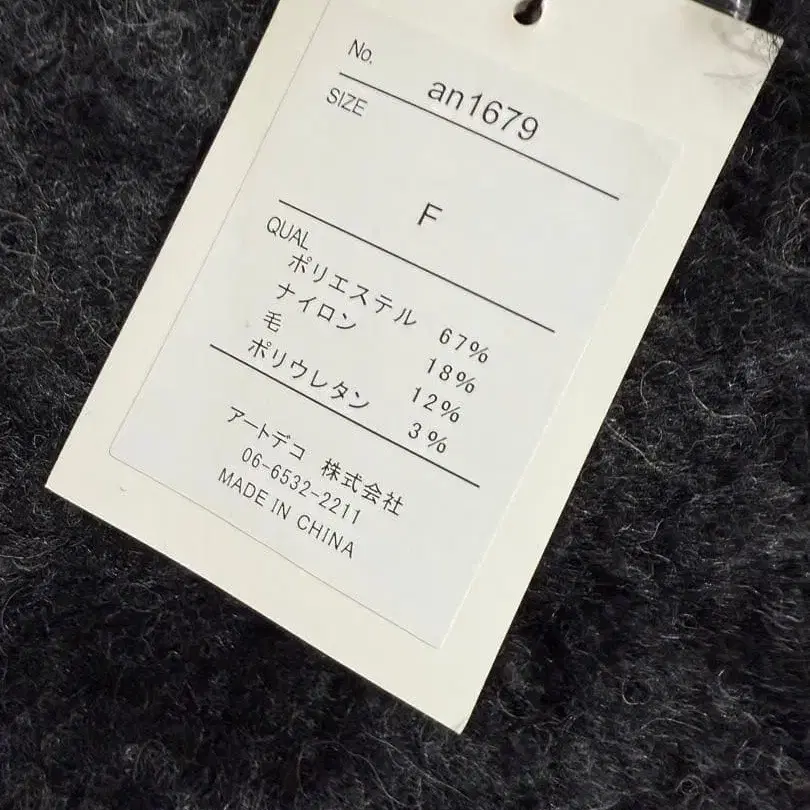 No. an1679
SIZE
F
QUAL
ポリエステル 67%
ナイロン 18%
毛 12%
ポリウレタン 3%
アートデコ 株式会社
06-6532-2211
MADE IN CHINA